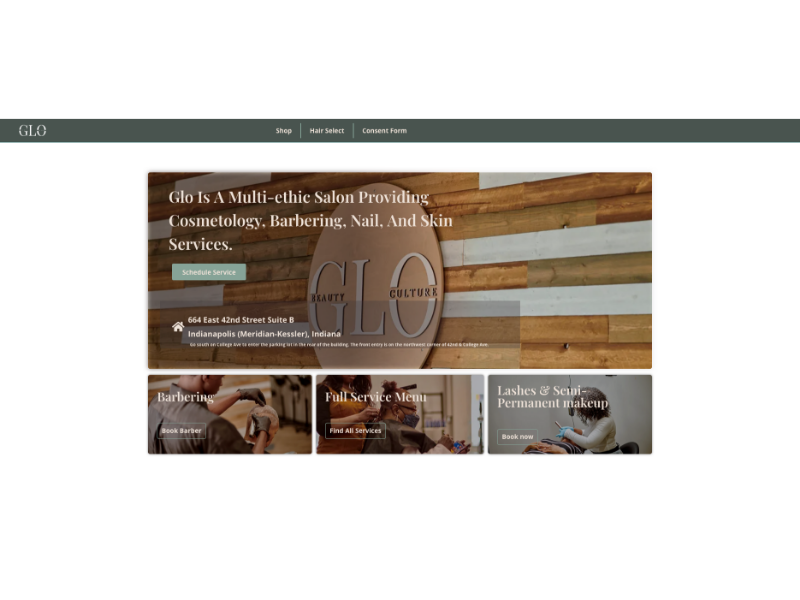 GLO
Shop
Hair Select
Consent Form
Glo Is A Multi-ethic Salon Providing
Cosmetology, Barbering, Nail, And Skin
Services.
Schedule Service
GLO
BEAUTY CULTURE
664 East 42nd Street Suite B
Indianapolis (Meridian-Kessler), Indiana
Go south on College Ave to enter the parking lot in the rear of the building. The front entry is on the northwest corner of 42nd & College Ave.
Barbering
Book Barber
Full Service Menu
Find All Services
Lashes & Semi-
Permanent makeup
Book now